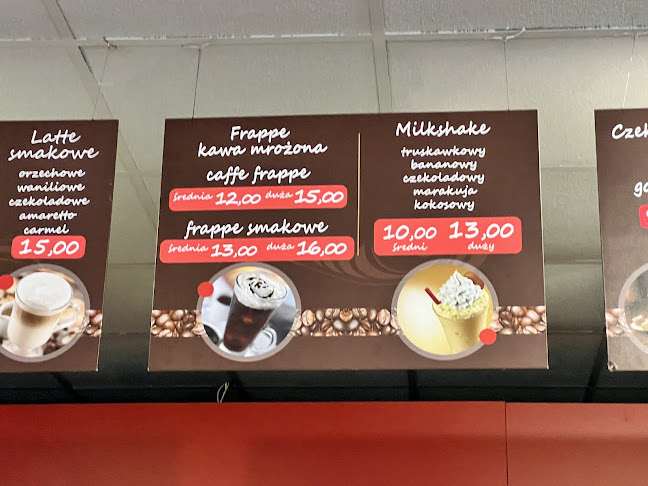 Latte
smakowe
orzechowe
waniliowe
czekoladowe
amaretto
carmel
15,00
Frappe
kawa mrożona
caffe frappe
średnia 12,00 duża 15,00
frappe smakowe
średnia 13,00 duża 16,00
Milkshake
truskawkowy
bananowy
czekoladowy
marakuja
kokosowy
10,00 13,00
średni duży